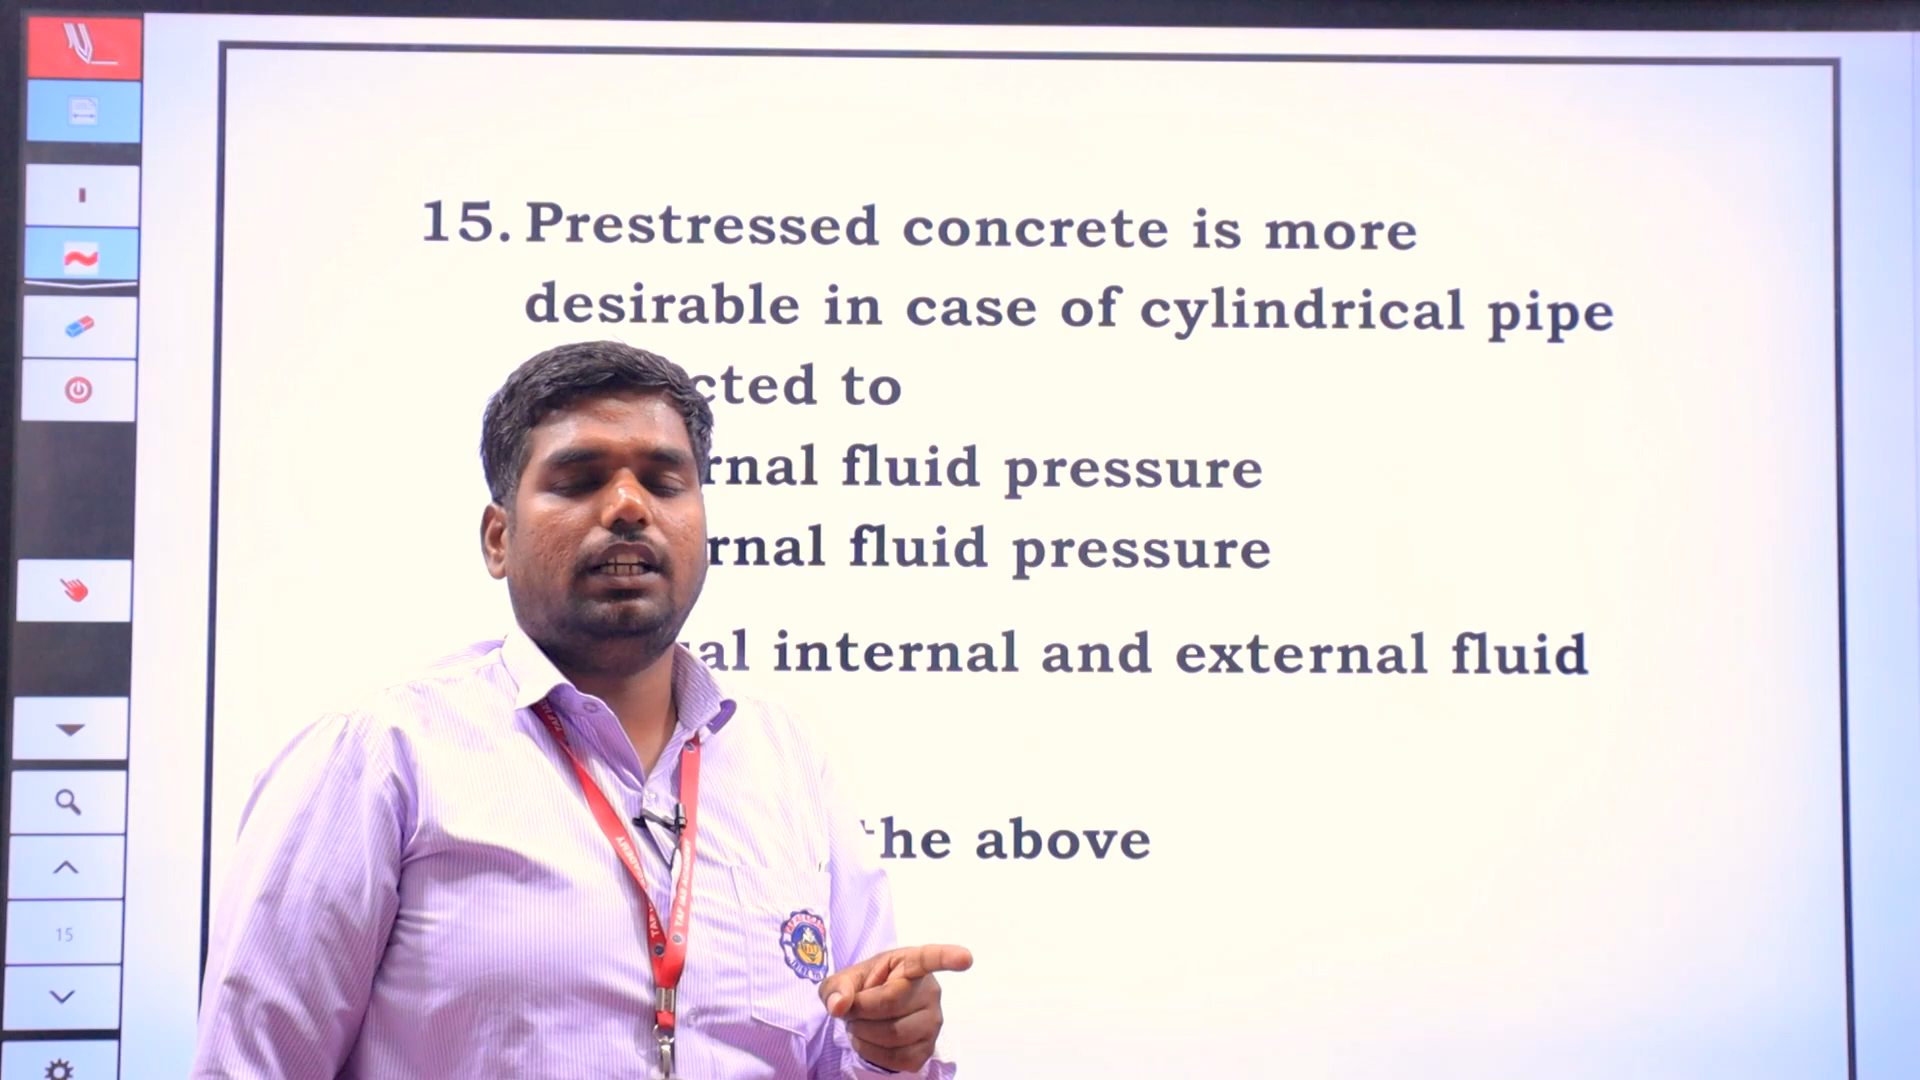 15. Prestressed concrete is more
desirable in case of cylindrical pipe
cted to
rnal fluid pressure
rnal fluid pressure
al internal and external fluid
the above
15